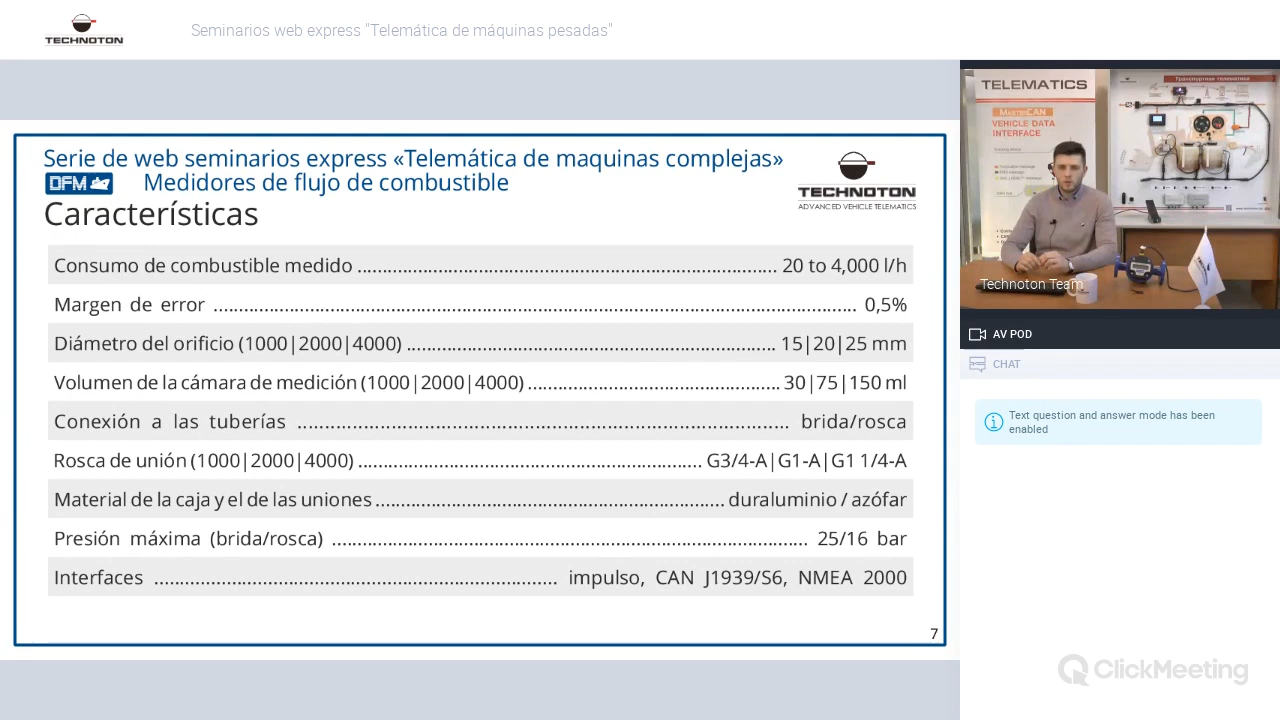 TECHNOTON
Seminarios web express "Telemática de máquinas pesadas"
Serie de web seminarios express «Telemática de maquinas complejas»
DFM Medidores de flujo de combustible
Características
TECHNOTON
ADVANCED VEHICLE TELEMATICS
Consumo de combustible medido ........ 20 to 4,000 l/h
Margen de error ........ 0,5%
Diámetro del orificio (1000|2000|4000) ........ 15|20|25 mm
Volumen de la cámara de medición (1000|2000|4000) ........ 30|75|150 ml
Conexión a las tuberías ........ brida/rosca
Rosca de unión (1000|2000|4000) ........ G3/4-A|G1-A|G1 1/4-A
Material de la caja y el de las uniones ........ duraluminio / azófar
Presión máxima (brida/rosca) ........ 25/16 bar
Interfaces ........ impulso, CAN J1939/S6, NMEA 2000
7
TELEMATICS
MasterCAN
VEHICLE DATA
INTERFACE
Транспортная телематика
Technoton Team
AV POD
CHAT
Text question and answer mode has been
enabled
ClickMeeting